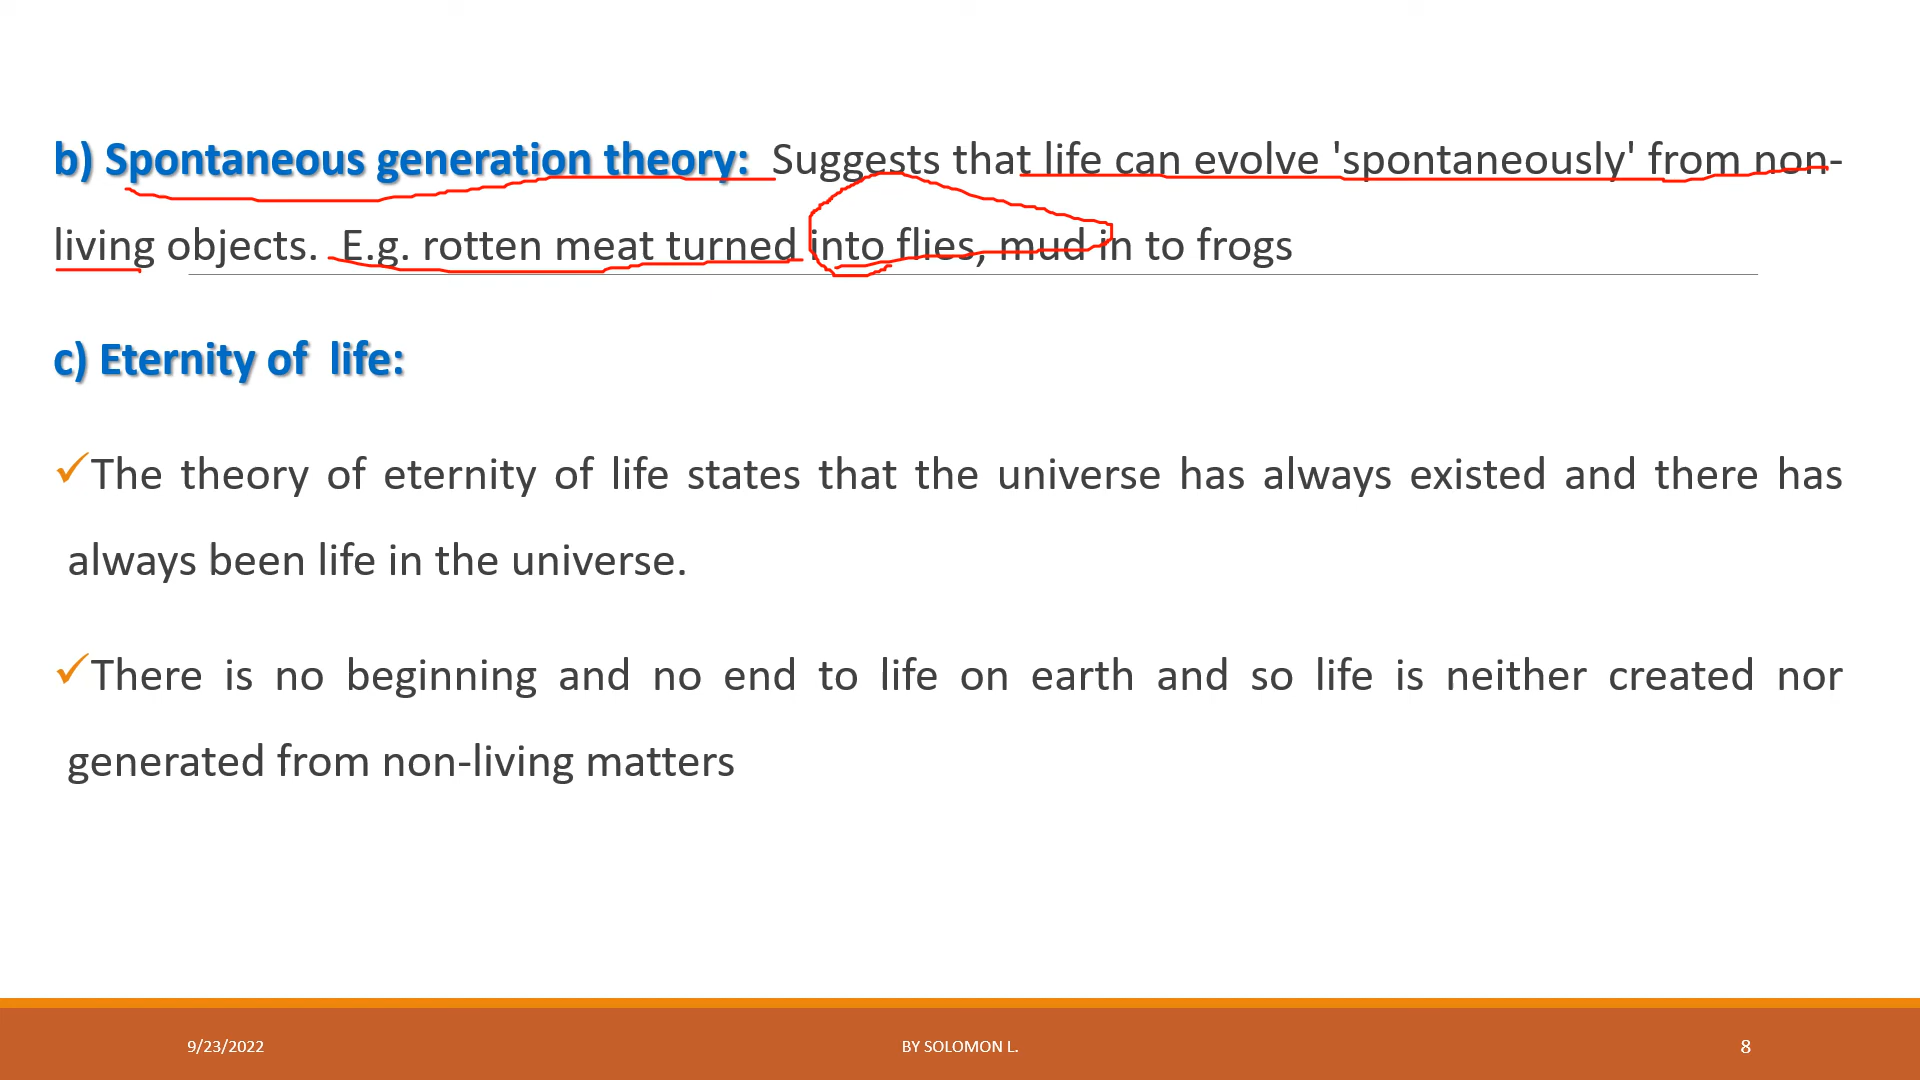 b) Spontaneous generation theory: Suggests that life can evolve 'spontaneously' from non-
living objects. E.g. rotten meat turned into flies, mud in to frogs
c) Eternity of life:
✓The theory of eternity of life states that the universe has always existed and there has
always been life in the universe.
✓There is no beginning and no end to life on earth and so life is neither created nor
generated from non-living matters
9/23/2022 BY SOLOMON L. 8